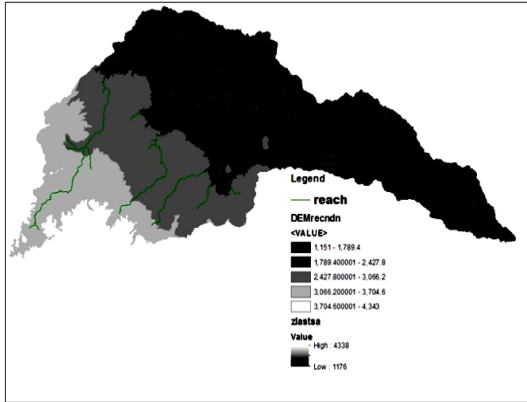 Legend
reach
DEMrecndn
<VALUE>
1,151 - 1,789.4
1,789.400001 - 2,427.8
2,427.800001 - 3,066.2
3,066.200001 - 3,704.6
3,704.600001 - 4,343
zlastsa
Value
High : 4338
Low : 1176